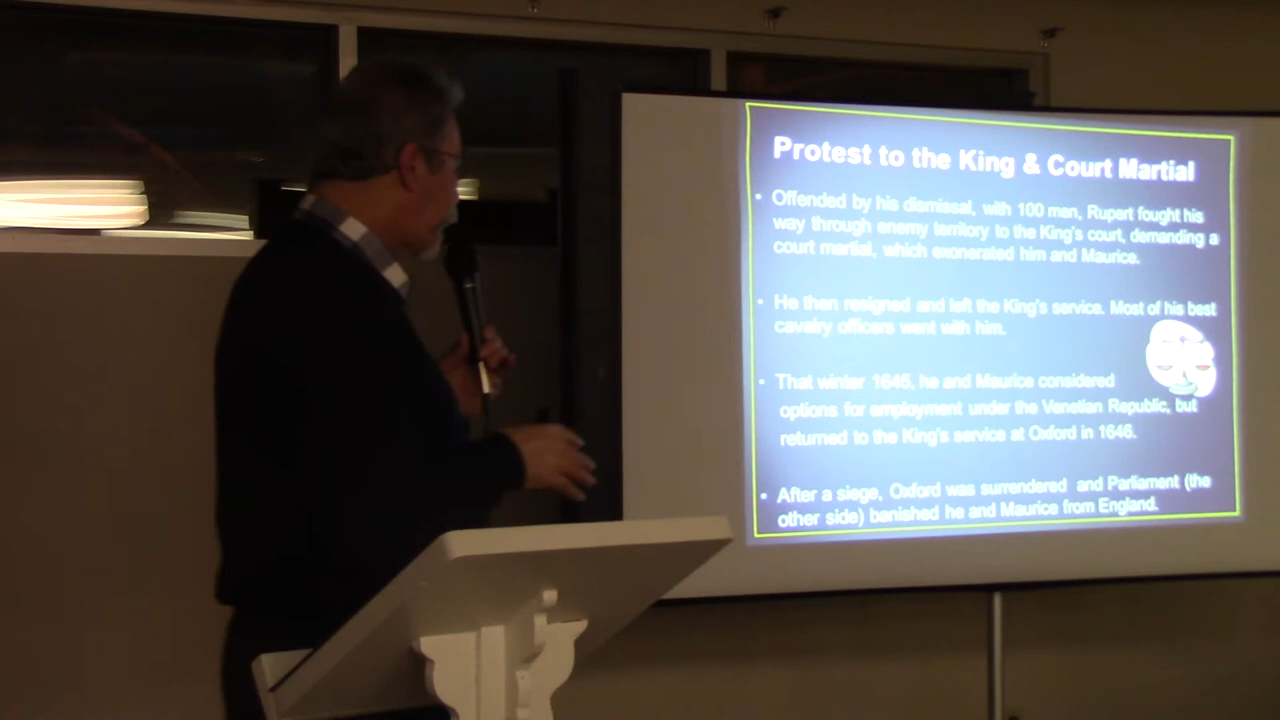 Protest to the King & Court Martial
• Offended by his dismissal, with 100 men, Rupert fought his
way through enemy territory to the King's court, demanding a
court martial, which exonerated him and Maurice.
• He then resigned and left the King's service. Most of his best
cavalry officers went with him.
• That winter 1645, he and Maurice considered
options for employment under the Venetian Republic, but
returned to the King's service at Oxford in 1646.
• After a siege, Oxford was surrendered and Parliament (the
other side) banished he and Maurice from England.